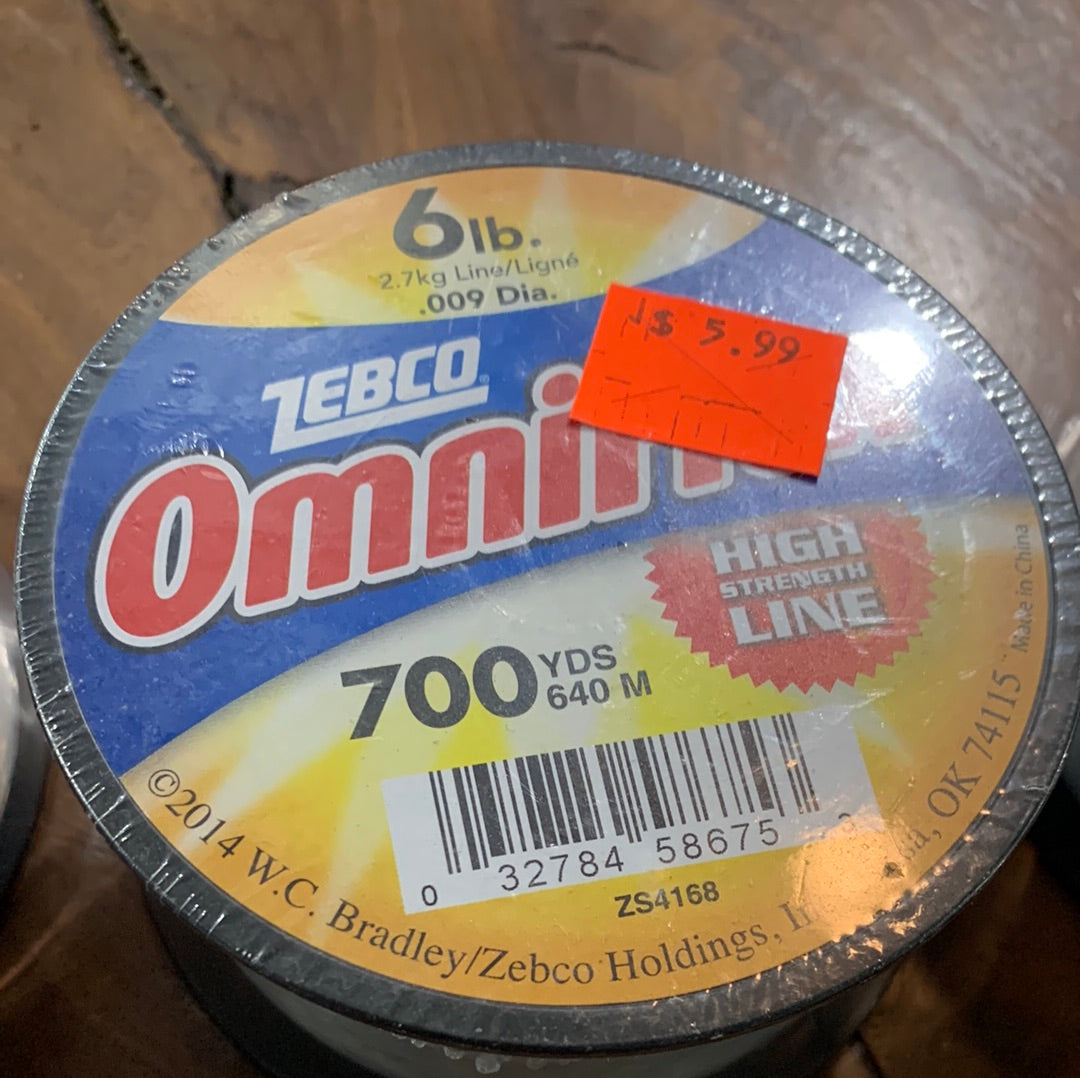 6lb.
2.7kg Line/Ligné
.009 Dia.
$ 5.99
ZEBCO
Omni
HIGH
STRENGTH
LINE
700 YDS
640 M
0 32784 58675
ZS4168
©2014 W.C. Bradley/Zebco Holdings, OK 74115 Made in China